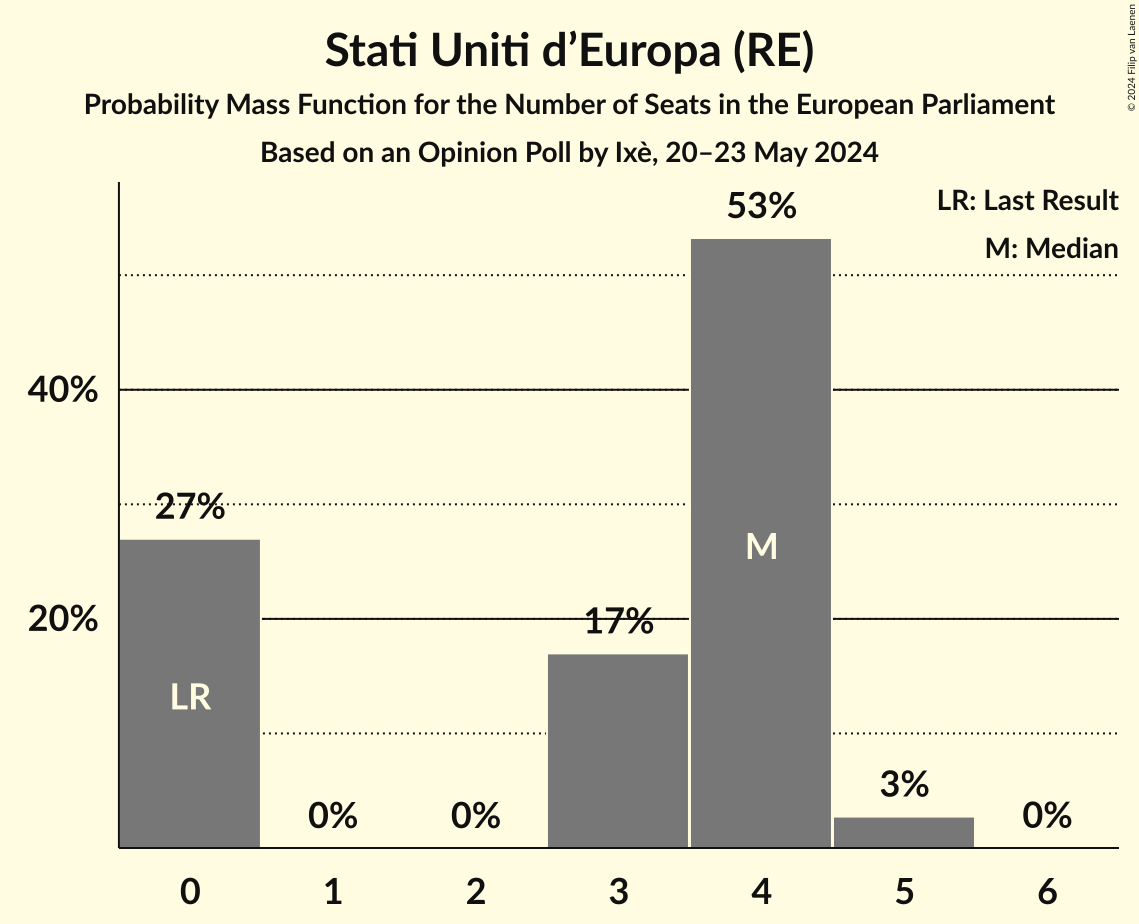 Stati Uniti d’Europa (RE)
Probability Mass Function for the Number of Seats in the European Parliament
Based on an Opinion Poll by Ixè, 20–23 May 2024
© 2024 Filip van Laenen
LR: Last Result
M: Median
53%
40%
27%
M
20%
17%
LR
3%
0%
0%
0%
0 1 2 3 4 5 6